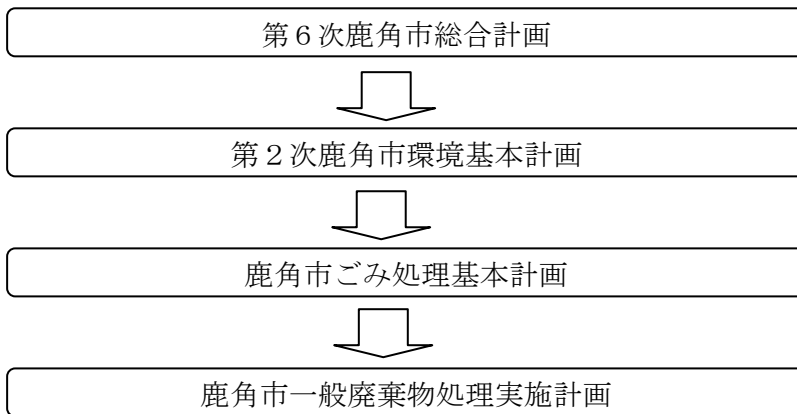 第６次鹿角市総合計画
第２次鹿角市環境基本計画
鹿角市ごみ処理基本計画
鹿角市一般廃棄物処理実施計画